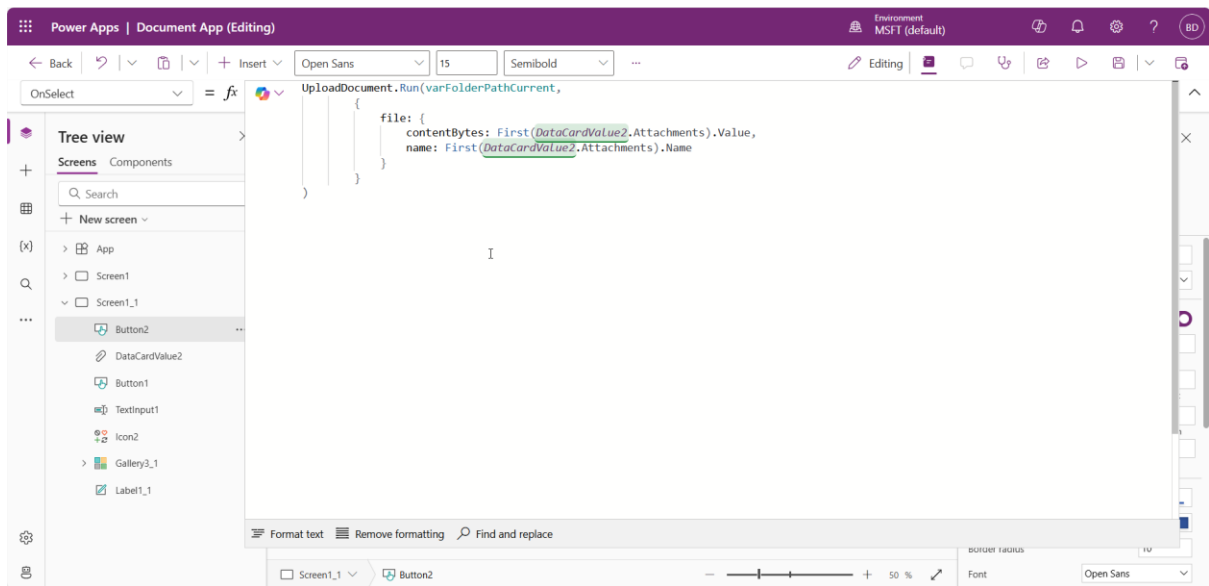 Power Apps | Document App (Editing)
Environment
MSFT (default)
BD
Back
Insert
Open Sans
15
Semibold
Editing
OnSelect
= fx
UploadDocument.Run(varFolderPathCurrent,
{
file: {
contentBytes: First(DataCardValue2.Attachments).Value,
name: First(DataCardValue2.Attachments).Name
}
}
)
Tree view
Screens Components
Search
New screen
App
Screen1
Screen1_1
Button2
DataCardValue2
Button1
TextInput1
Icon2
Gallery3_1
Label1_1
Format text Remove formatting Find and replace
Screen1_1 Button2
50 %
Border radius
10
Font
Open Sans